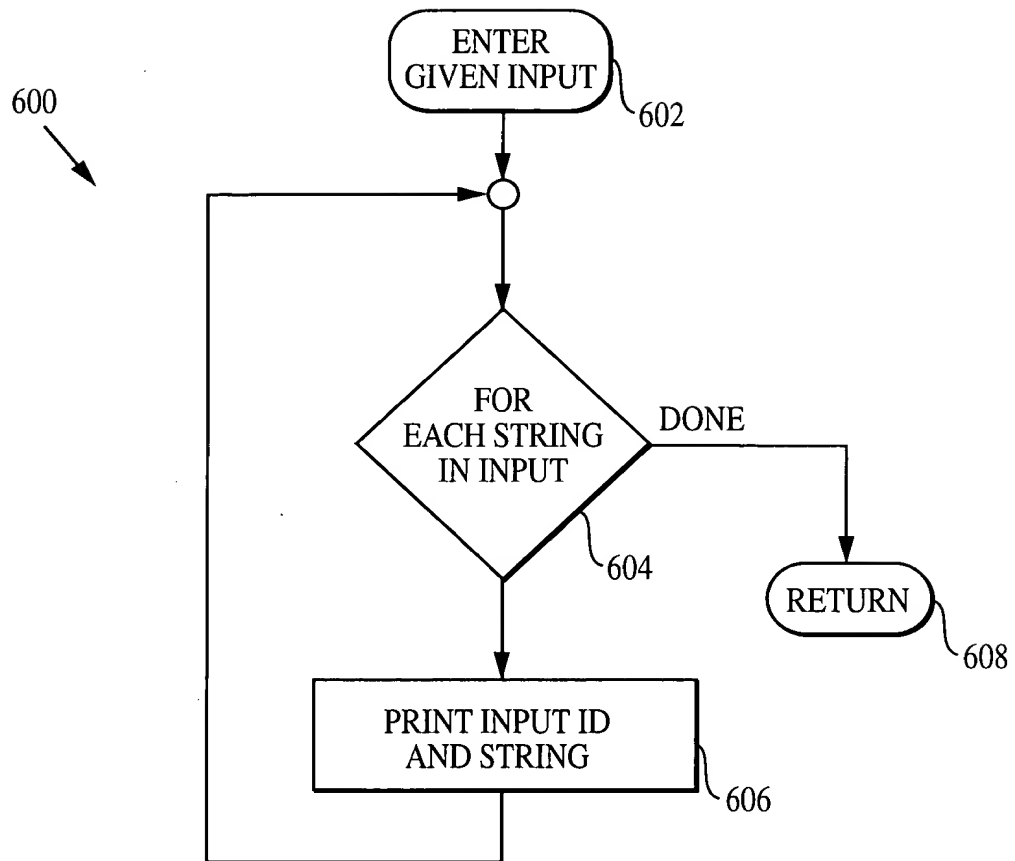 ENTER
GIVEN INPUT
602
600
FOR
EACH STRING
IN INPUT
DONE
604
RETURN
608
PRINT INPUT ID
AND STRING
606